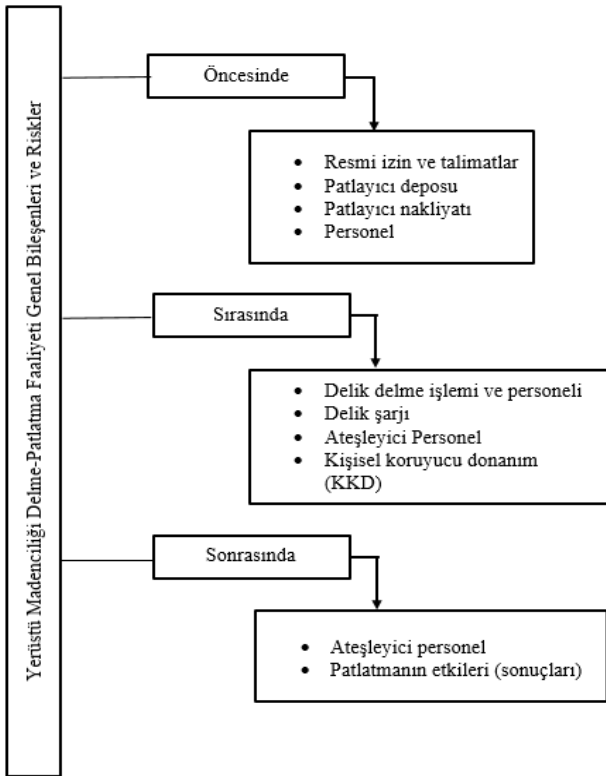 Yerüstü Madenciliği Delme-Patlatma Faaliyeti Genel Bileşenleri ve Riskler
Öncesinde
• Resmi izin ve talimatlar
• Patlayıcı deposu
• Patlayıcı nakliyatı
• Personel
Sırasında
• Delik delme işlemi ve personeli
• Delik şarjı
• Ateşleyici Personel
• Kişisel koruyucu donanım
(KKD)
Sonrasında
• Ateşleyici personel
• Patlatmanın etkileri (sonuçları)